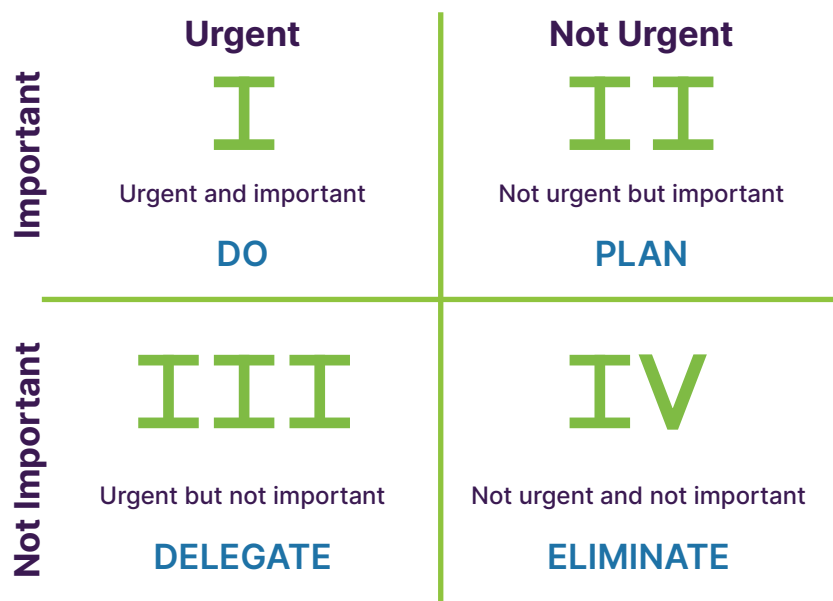 Urgent
Not Urgent
Important
I
Urgent and important
DO
II
Not urgent but important
PLAN
Not Important
III
Urgent but not important
DELEGATE
IV
Not urgent and not important
ELIMINATE